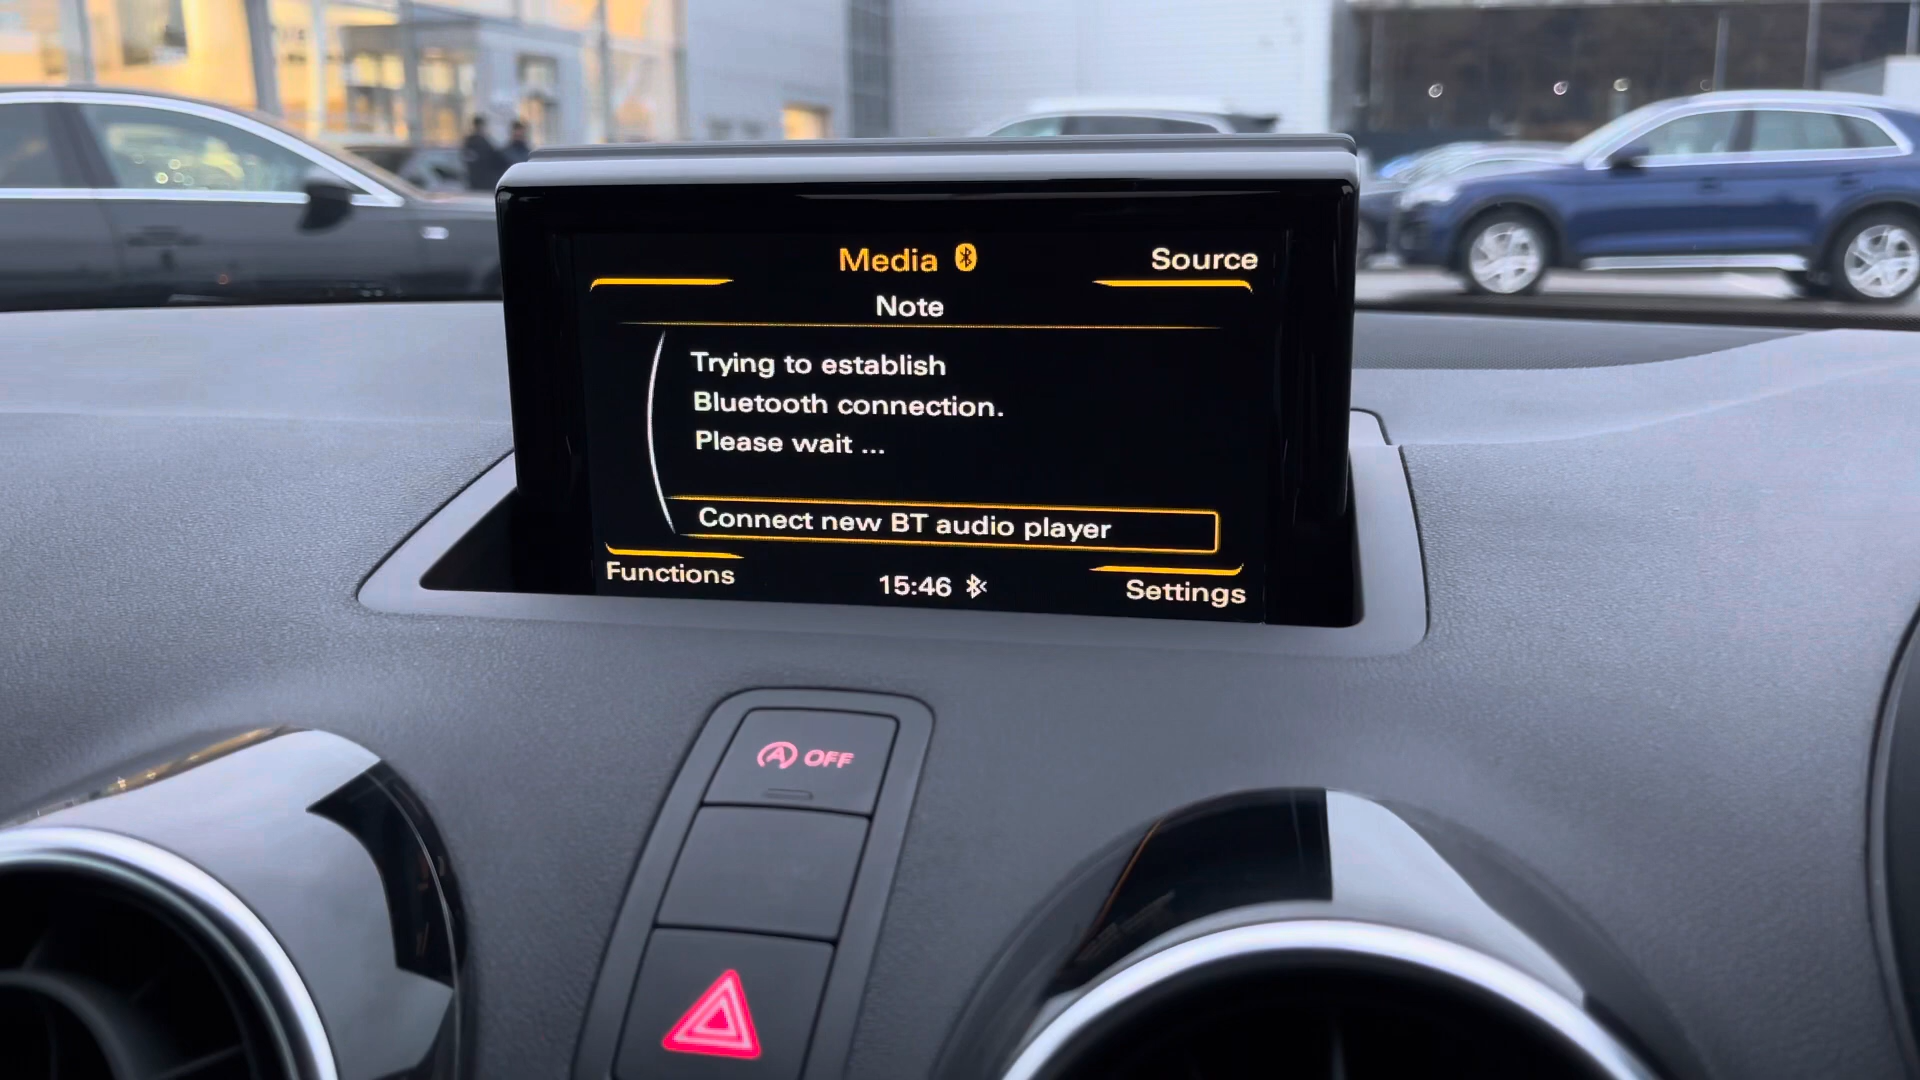 Media
Source
Note
Trying to establish
Bluetooth connection.
Please wait ...
Connect new BT audio player
Functions
15:46
Settings
A OFF